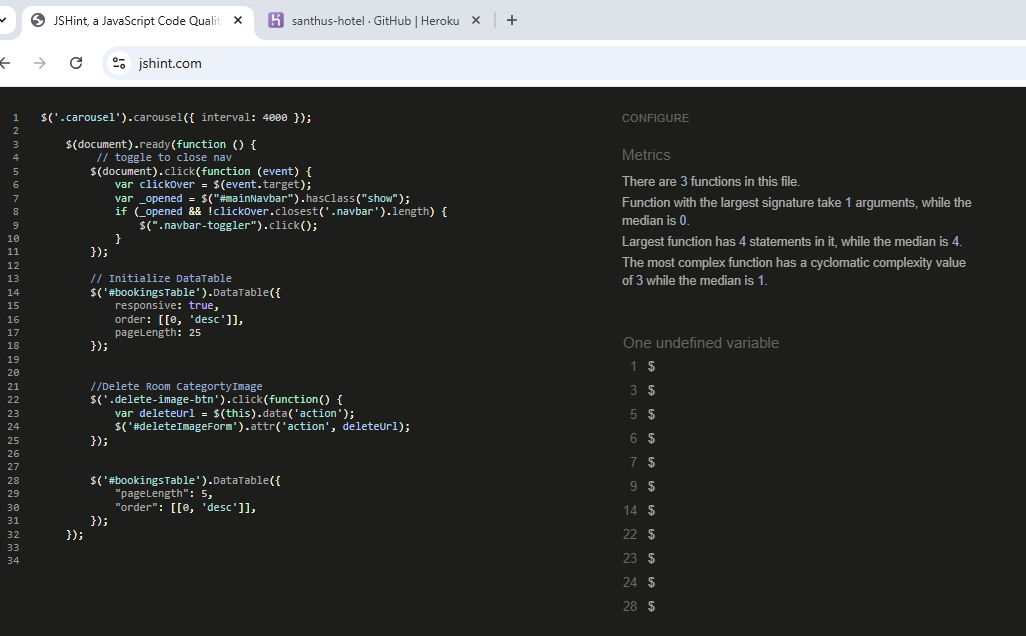 JSHint, a JavaScript Code Qualit
santhus-hotel · GitHub | Heroku
jshint.com
1 $('.carousel').carousel({ interval: 4000 });
2
3 $(document).ready(function () {
4 // toggle to close nav
5 $(document).click(function (event) {
6 var clickOver = $(event.target);
7 var _opened = $("#mainNavbar").hasClass("show");
8 if (_opened && !clickOver.closest('.navbar').length) {
9 $(".navbar-toggler").click();
10 }
11 });
12
13 // Initialize DataTable
14 $('#bookingsTable').DataTable({
15 responsive: true,
16 order: [[0, 'desc']],
17 pageLength: 25
18 });
19
20
21 //Delete Room CategortyImage
22 $('.delete-image-btn').click(function() {
23 var deleteUrl = $(this).data('action');
24 $('#deleteImageForm').attr('action', deleteUrl);
25 });
26
27
28 $('#bookingsTable').DataTable({
29 "pageLength": 5,
30 "order": [[0, 'desc']],
31 });
32 });
33
34
CONFIGURE
Metrics
There are 3 functions in this file.
Function with the largest signature take 1 arguments, while the
median is 0.
Largest function has 4 statements in it, while the median is 4.
The most complex function has a cyclomatic complexity value
of 3 while the median is 1.
One undefined variable
1 $
3 $
5 $
6 $
7 $
9 $
14 $
22 $
23 $
24 $
28 $